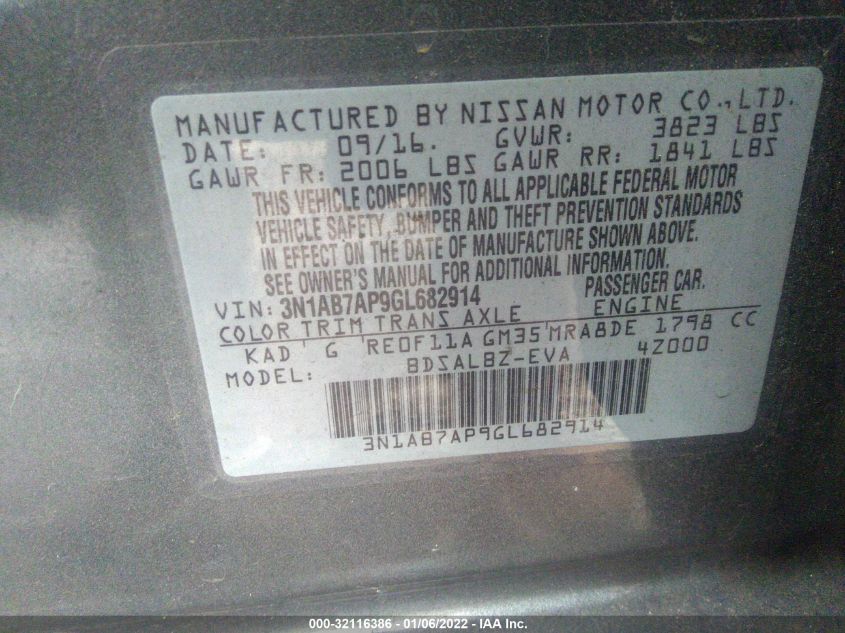 MANUFACTURED BY NISSAN MOTOR CO., LTD.
DATE: 09/16. GVWR: 3823 LBS
GAWR FR: 2006 LBS GAWR RR: 1841 LBS
THIS VEHICLE CONFORMS TO ALL APPLICABLE FEDERAL MOTOR
VEHICLE SAFETY, BUMPER AND THEFT PREVENTION STANDARDS
IN EFFECT ON THE DATE OF MANUFACTURE SHOWN ABOVE.
SEE OWNER'S MANUAL FOR ADDITIONAL INFORMATION.
VIN: 3N1AB7AP9GL682914 PASSENGER CAR.
COLOR TRIM TRANS AXLE ENGINE
KAD ' G 'RE0F11A GM35'MRA8DE 1798 CC
MODEL: BDSALBZ-EVA 4Z000
3N1AB7AP9GL682914
000-32116386 - 01/06/2022 - IAA Inc.